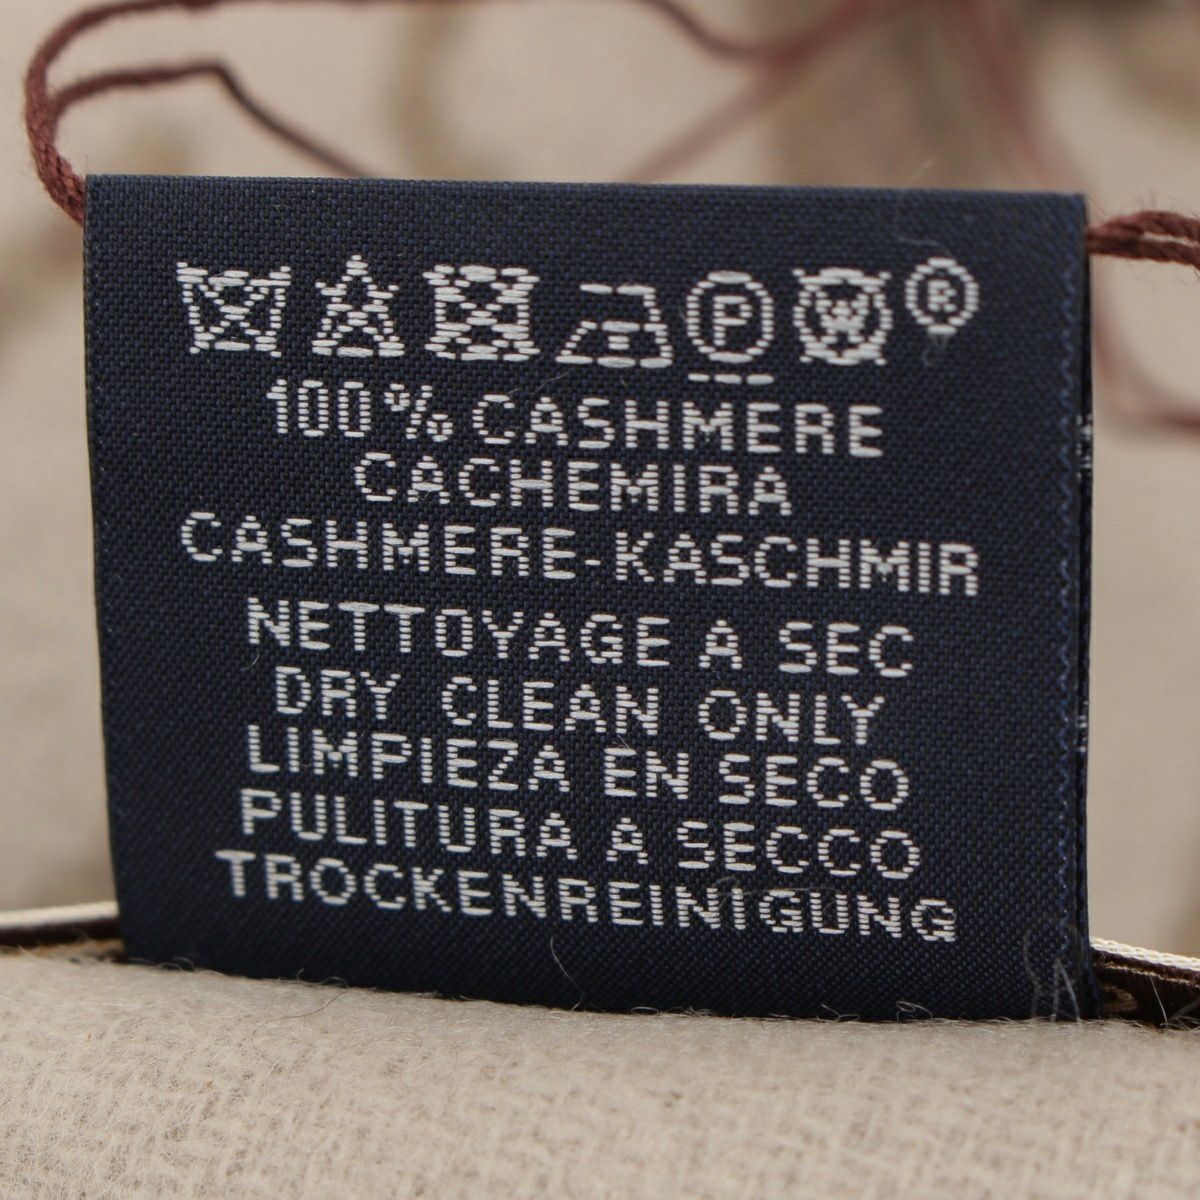 P W ®
100% CASHMERE
CACHEMIRA
CASHMERE-KASCHMIR
NETTOYAGE A SEC
DRY CLEAN ONLY
LIMPIEZA EN SECO
PULITURA A SECCO
TROCKENREINIGUNG